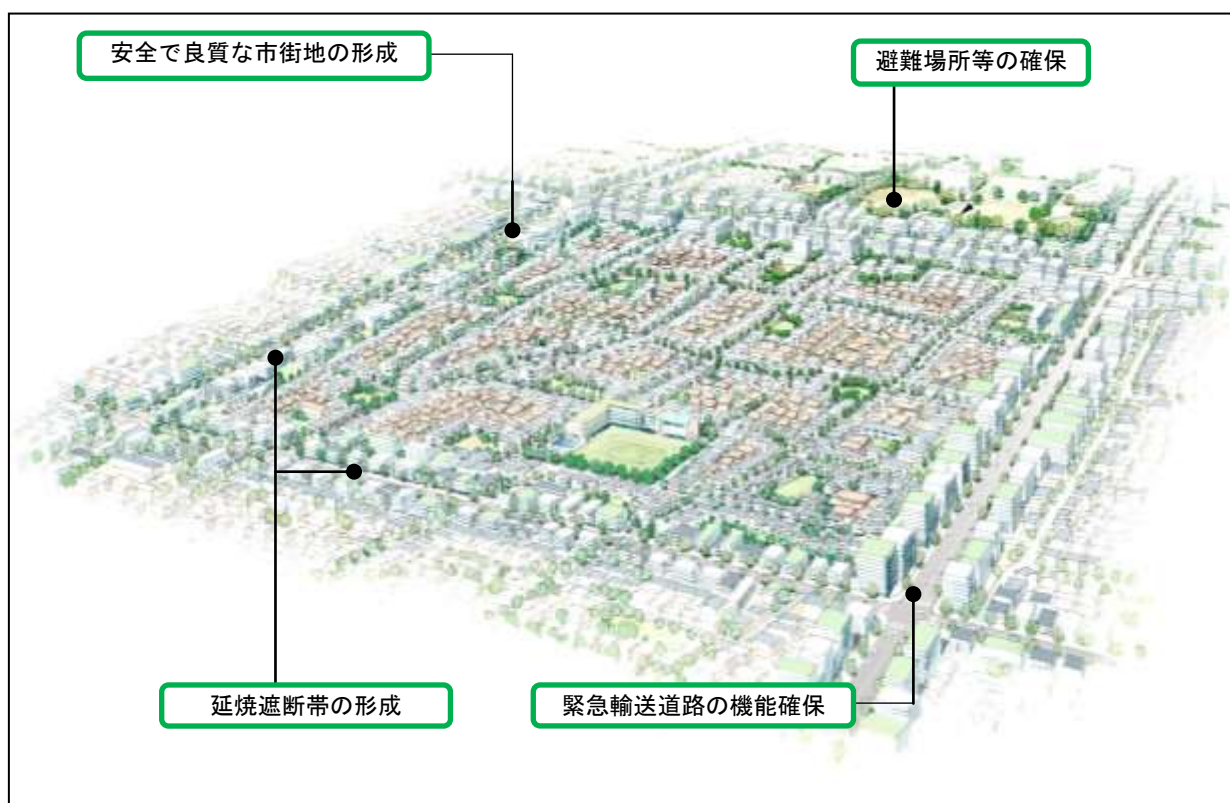 安全で良質な市街地の形成
避難場所等の確保
延焼遮断帯の形成
緊急輸送道路の機能確保